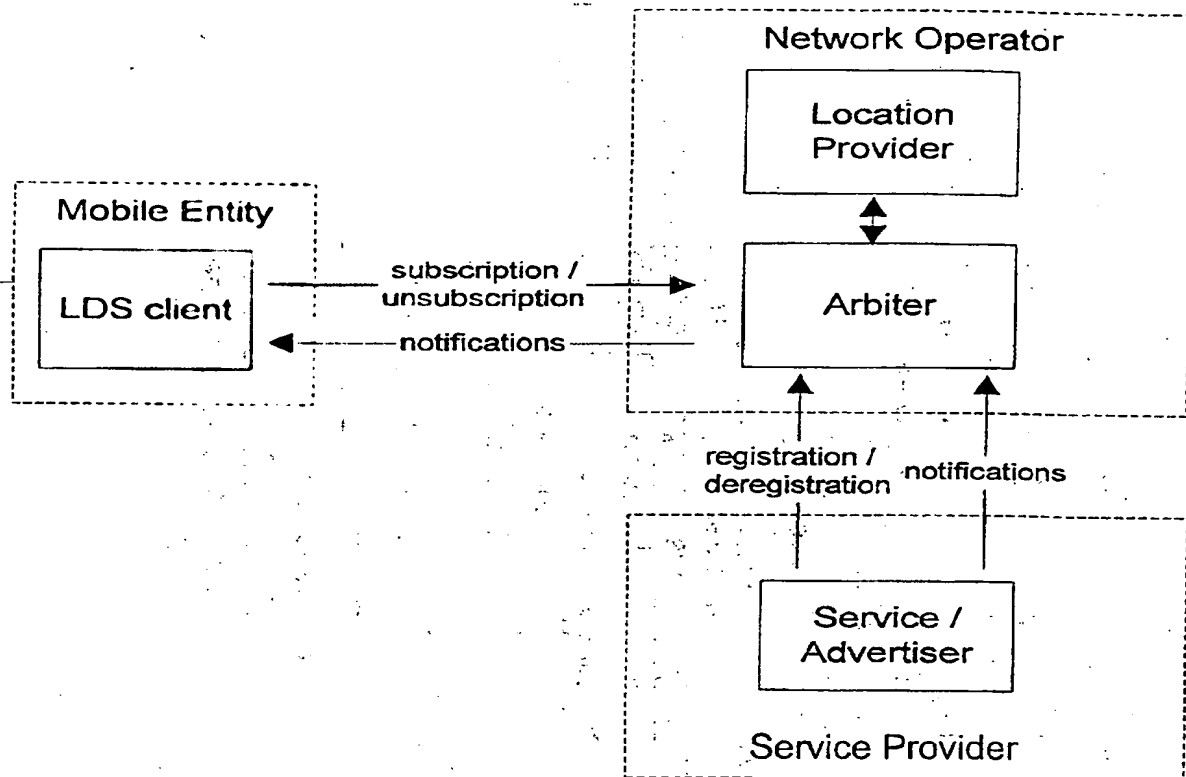 Network Operator
Location
Provider
Mobile Entity
LDS client
subscription /
unsubscription
notifications
Arbiter
registration /
deregistration
notifications
Service /
Advertiser
Service Provider